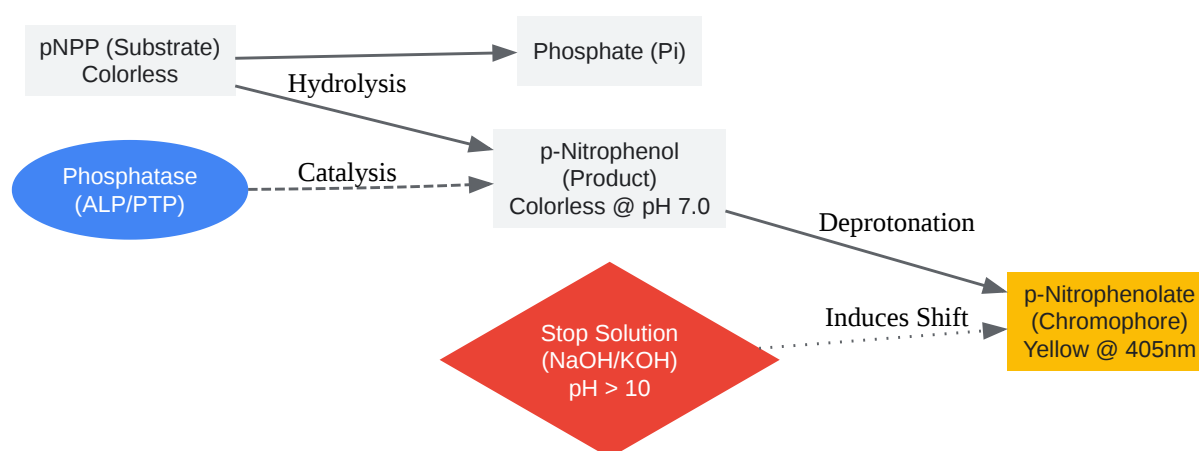 pNPP (Substrate)
Colorless
Phosphate (Pi)
Hydrolysis
p-Nitrophenol
(Product)
Colorless @ pH 7.0
Phosphatase
(ALP/PTP)
Catalysis
Deprotonation
p-Nitrophenolate
(Chromophore)
Yellow @ 405nm
Induces Shift
Stop Solution
(NaOH/KOH)
pH > 10